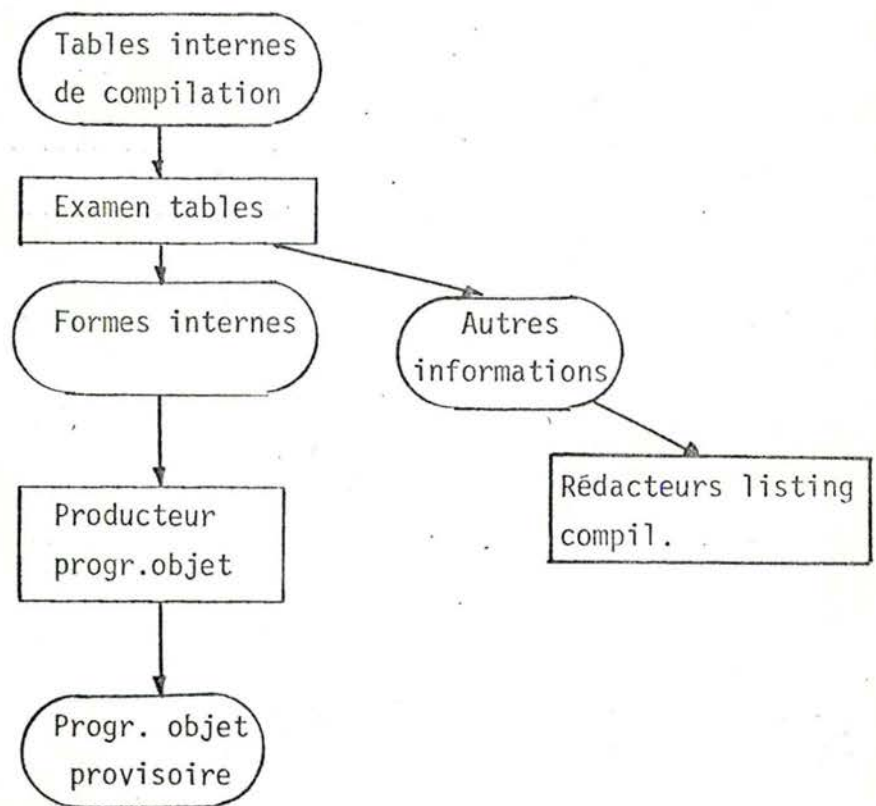 Tables internes
de compilation
Examen tables
Formes internes
Autres
informations
Rédacteurs listing
compil.
Producteur
progr.objet
Progr. objet
provisoire